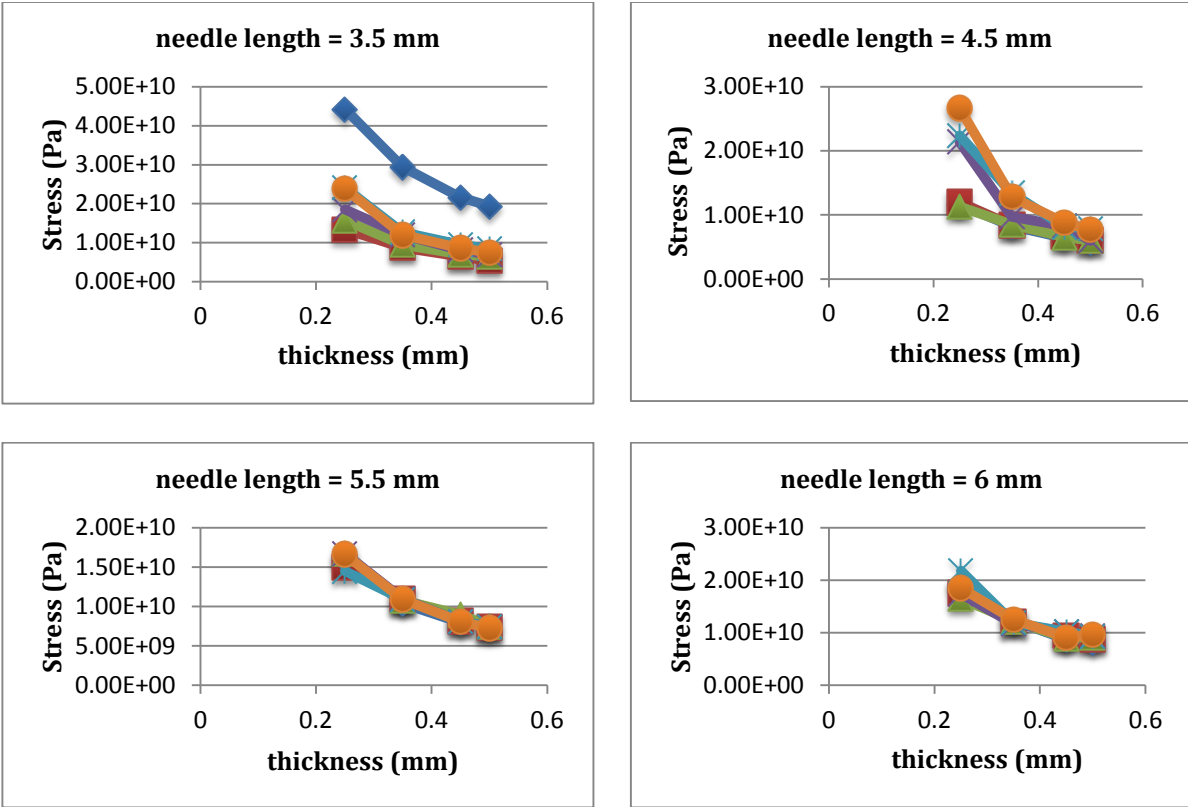 needle length = 3.5 mm
5.00E+10
4.00E+10
3.00E+10
2.00E+10
1.00E+10
0.00E+00
Stress (Pa)
0 0.2 0.4 0.6
thickness (mm)
needle length = 4.5 mm
3.00E+10
2.00E+10
1.00E+10
0.00E+00
Stress (Pa)
0 0.2 0.4 0.6
thickness (mm)
needle length = 5.5 mm
2.00E+10
1.50E+10
1.00E+10
5.00E+09
0.00E+00
Stress (Pa)
0 0.2 0.4 0.6
thickness (mm)
needle length = 6 mm
3.00E+10
2.00E+10
1.00E+10
0.00E+00
Stress (Pa)
0 0.2 0.4 0.6
thickness (mm)